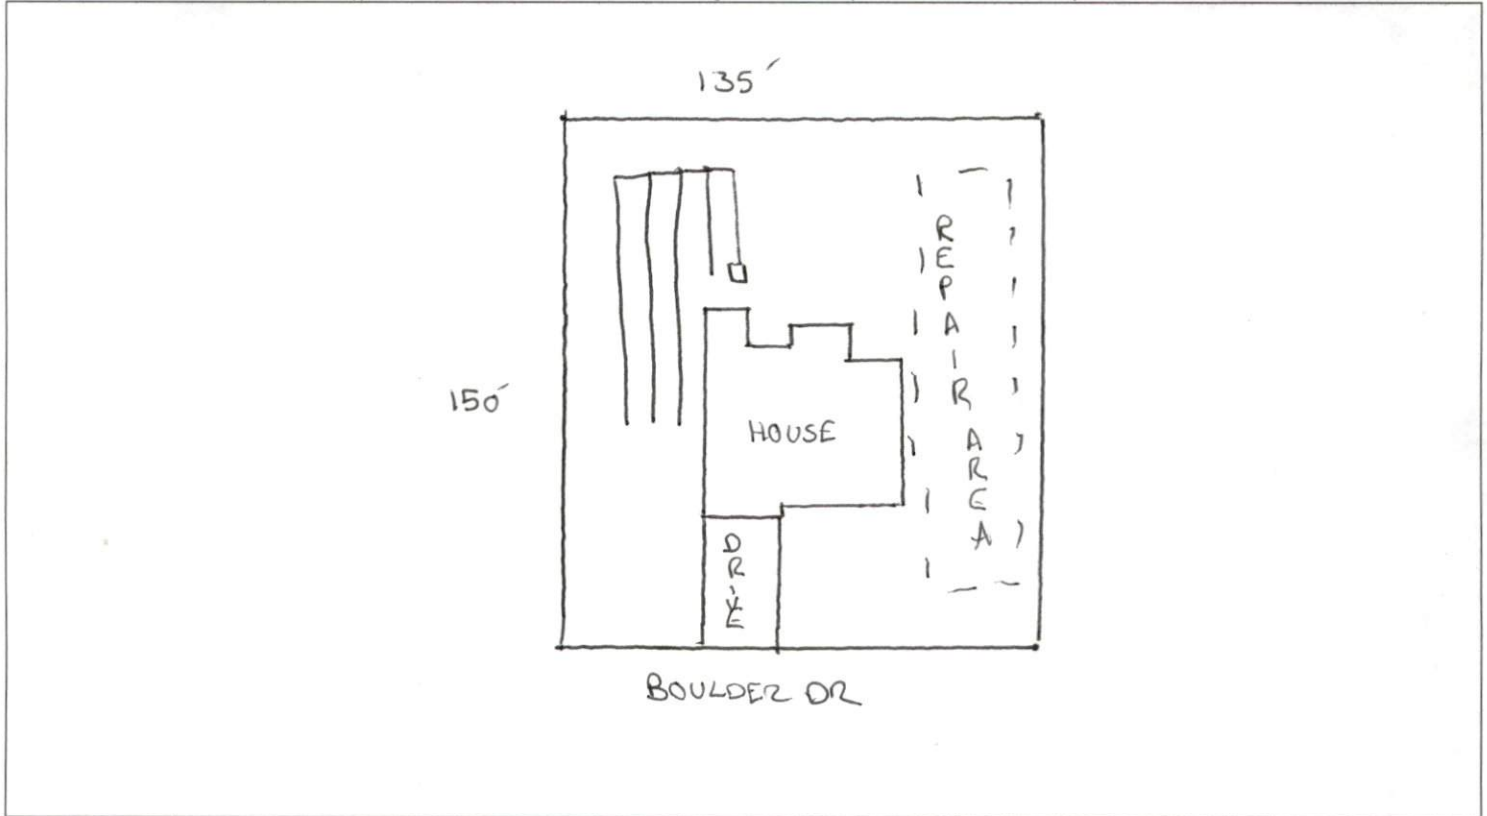 135'
150'
HOUSE
REPAIR AREA
DRIVE
BOULDER DR